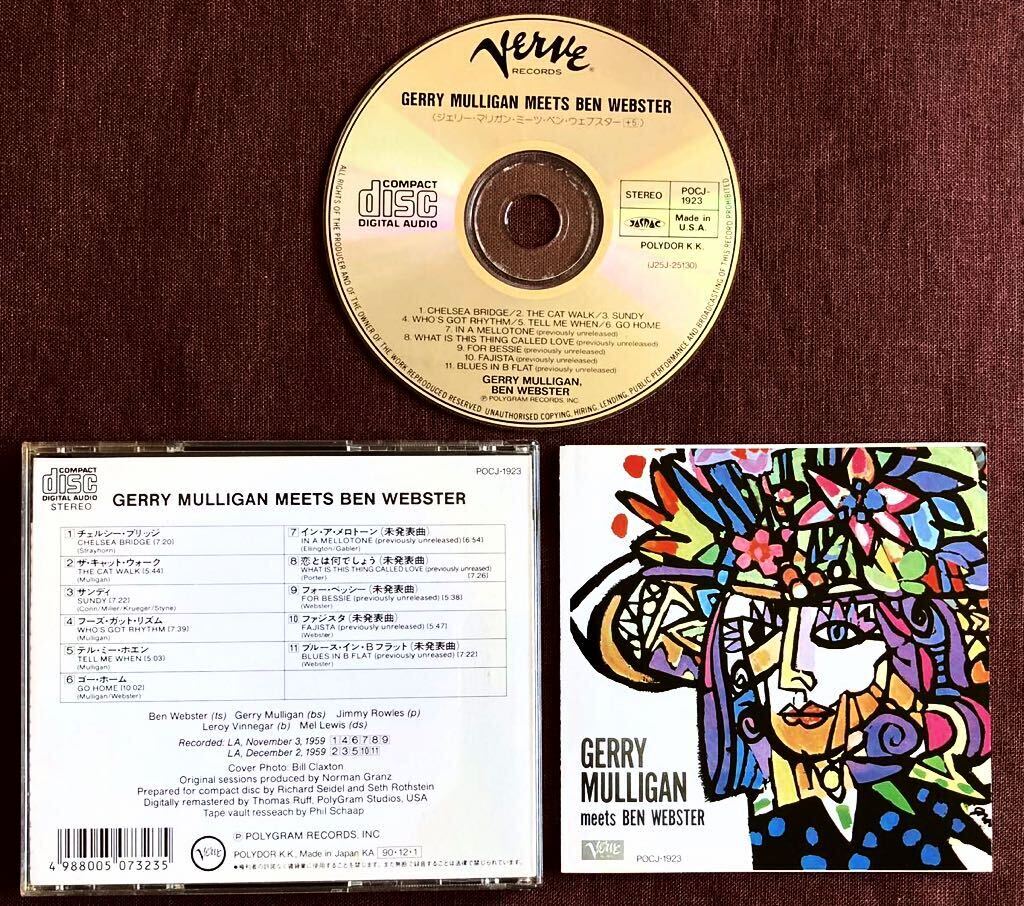 VERVE
RECORDS
GERRY MULLIGAN MEETS BEN WEBSTER
(ジェリー・マリガン・ミーツ・ベン・ウェブスター +5)
COMPACT
disc
DIGITAL AUDIO
STEREO
POCJ-
1923
JASRAC
Made in
U.S.A.
POLYDOR K.K.
(J25J-25130)
1. CHELSEA BRIDGE/2. THE CAT WALK/3. SUNDY
4. WHO'S GOT RHYTHM/5. TELL ME WHEN/6. GO HOME
7. IN A MELLOTONE (previously unreleased)
8. WHAT IS THIS THING CALLED LOVE (previously unreleased)
9. FOR BESSIE (previously unreleased)
10. FAJISTA (previously unreleased)
11. BLUES IN B FLAT (previously unreleased)
GERRY MULLIGAN,
BEN WEBSTER
Ⓟ POLYGRAM RECORDS, INC.
ALL RIGHTS OF THE PRODUCER AND OF THE OWNER OF THE WORK REPRODUCED RESERVED. UNAUTHORISED COPYING, HIRING, LENDING, PUBLIC PERFORMANCE AND BROADCASTING OF THIS RECORD PROHIBITED
COMPACT
disc
DIGITAL AUDIO
STEREO
POCJ-1923
GERRY MULLIGAN MEETS BEN WEBSTER
1 チェルシー・ブリッジ
CHELSEA BRIDGE (7:20)
(Strayhorn)
2 ザ・キャット・ウォーク
THE CAT WALK (5:44)
(Mulligan)
3 サンデイ
SUNDY (7:22)
(Conn/Miller/Krueger/Styne)
4 フーズ・ガット・リズム
WHO'S GOT RHYTHM (7:39)
(Mulligan)
5 テル・ミー・ホエン
TELL ME WHEN (5:03)
(Mulligan)
6 ゴー・ホーム
GO HOME (10:02)
(Mulligan/Webster)
7 イン・ア・メロトーン (未発表曲)
IN A MELLOTONE (previously unreleased) (6:54)
(Ellington/Gabler)
8 恋とは何でしょう (未発表曲)
WHAT IS THIS THING CALLED LOVE (previously unreased)
(Porter) (7:26)
9 フォー・ベッシー (未発表曲)
FOR BESSIE (previously unreleased) (5:38)
(Webster)
10 ファジスタ (未発表曲)
FAJISTA (previously unreleased) (5:47)
(Webster)
11 ブルース・イン・Bフラット (未発表曲)
BLUES IN B FLAT (previously unreased) (7:22)
(Webster)
Ben Webster (ts) Gerry Mulligan (bs) Jimmy Rowles (p)
Leroy Vinnegar (b) Mel Lewis (ds)
Recorded: LA, November 3, 1959 1 4 6 7 8 9
LA, December 2, 1959 2 3 5 10 11
Cover Photo: Bill Claxton
Original sessions produced by Norman Granz
Prepared for compact disc by Richard Seidel and Seth Rothstein
Digitally remastered by Thomas Ruff, PolyGram Studios, USA
Tape vault resseach by Phil Schaap
4 988005 073235
Verve
Ⓟ POLYGRAM RECORDS, INC
POLYDOR K.K., Made in Japan KA 90・12・1
GERRY
MULLIGAN
meets BEN WEBSTER
VERVE
POCJ-1923